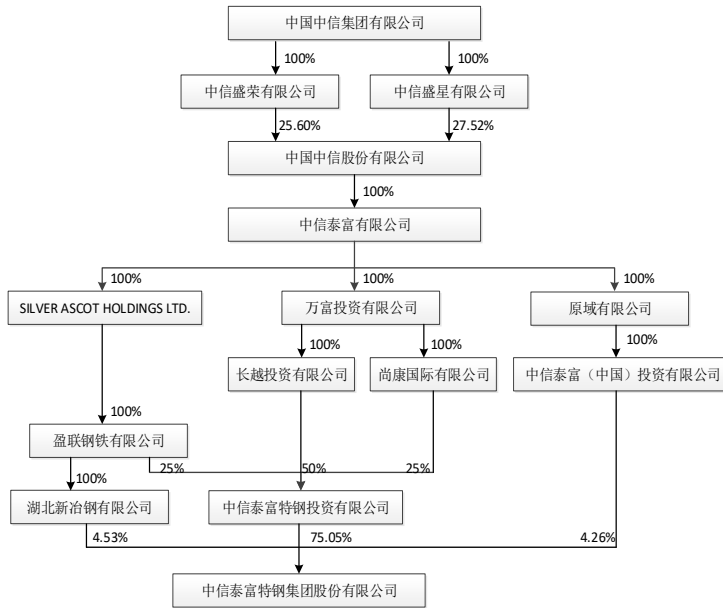 中国中信集团有限公司
100%
100%
中信盛荣有限公司
中信盛星有限公司
25.60%
27.52%
中国中信股份有限公司
100%
中信泰富有限公司
100%
100%
100%
SILVER ASCOT HOLDINGS LTD.
万富投资有限公司
原域有限公司
100%
100%
100%
长越投资有限公司
尚康国际有限公司
中信泰富（中国）投资有限公司
100%
盈联钢铁有限公司
25%
50%
25%
100%
湖北新冶钢有限公司
中信泰富特钢投资有限公司
4.53%
75.05%
4.26%
中信泰富特钢集团股份有限公司